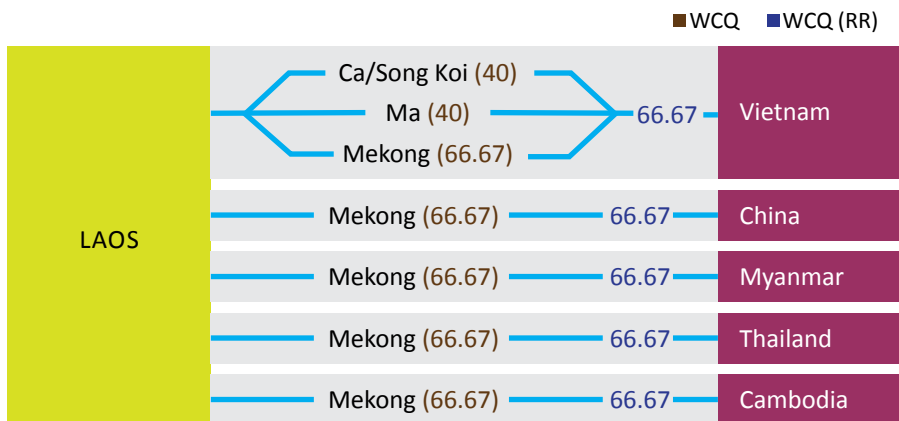 WCQ WCQ (RR)
Ca/Song Koi (40)
Ma (40) 66.67 Vietnam
Mekong (66.67)
Mekong (66.67) 66.67 China
LAOS
Mekong (66.67) 66.67 Myanmar
Mekong (66.67) 66.67 Thailand
Mekong (66.67) 66.67 Cambodia